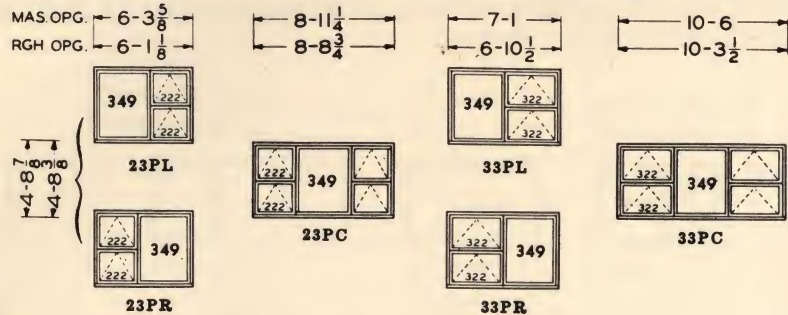 MAS.OPG. 6-3 5/8 8-11 1/4 7-1 10-6
RGH OPG. 6-1 1/8 8-8 3/4 6-10 1/2 10-3 1/2
349 222 349 322
222 322
4-8 7/8
4-8 3/8
23PL 33PL
222 349 322 349
222 322
23PC 33PC
222 349 322 349
222 322
23PR 33PR